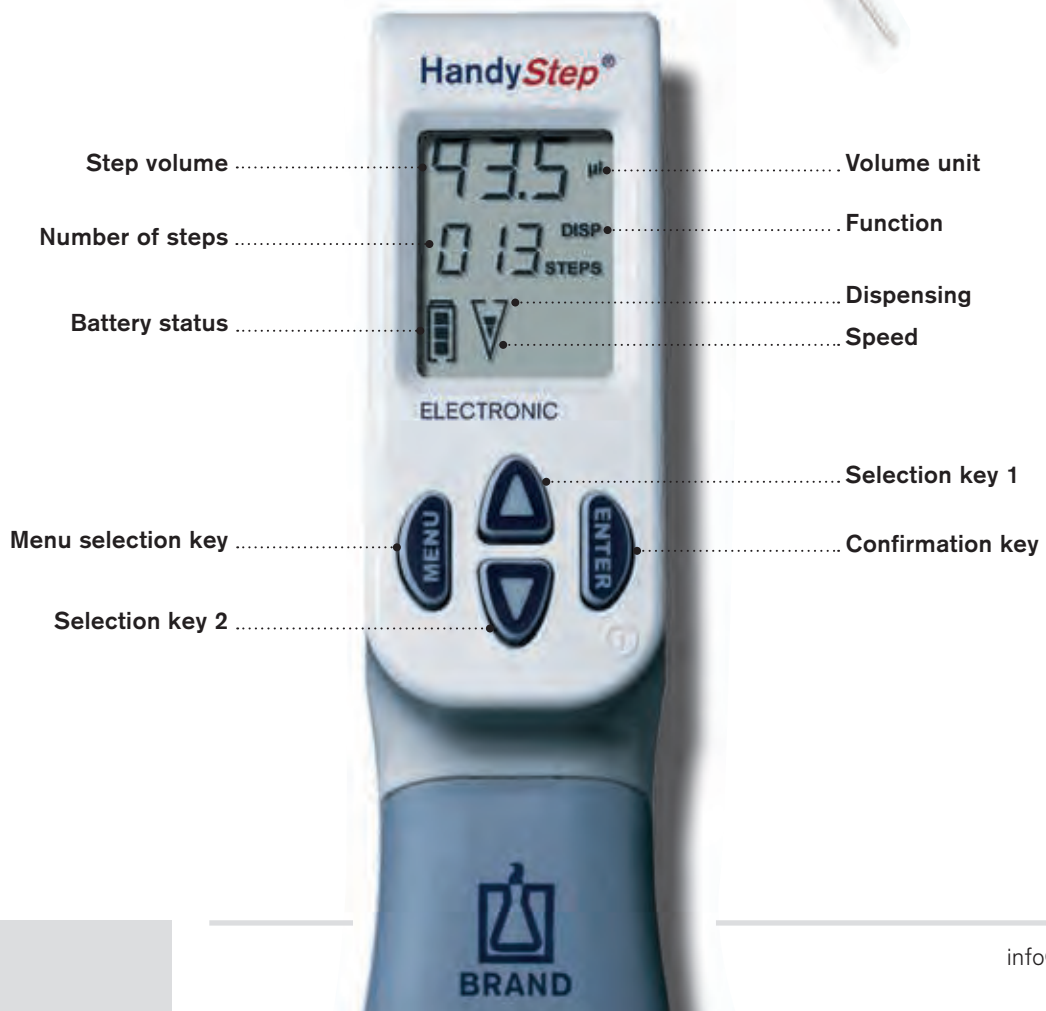 HandyStep®
Step volume
93.5 µl
Volume unit
Number of steps
013 DISP
STEPS
Function
Battery status
Dispensing
Speed
ELECTRONIC
Selection key 1
Menu selection key
MENU
ENTER
Confirmation key
Selection key 2
1
BRAND